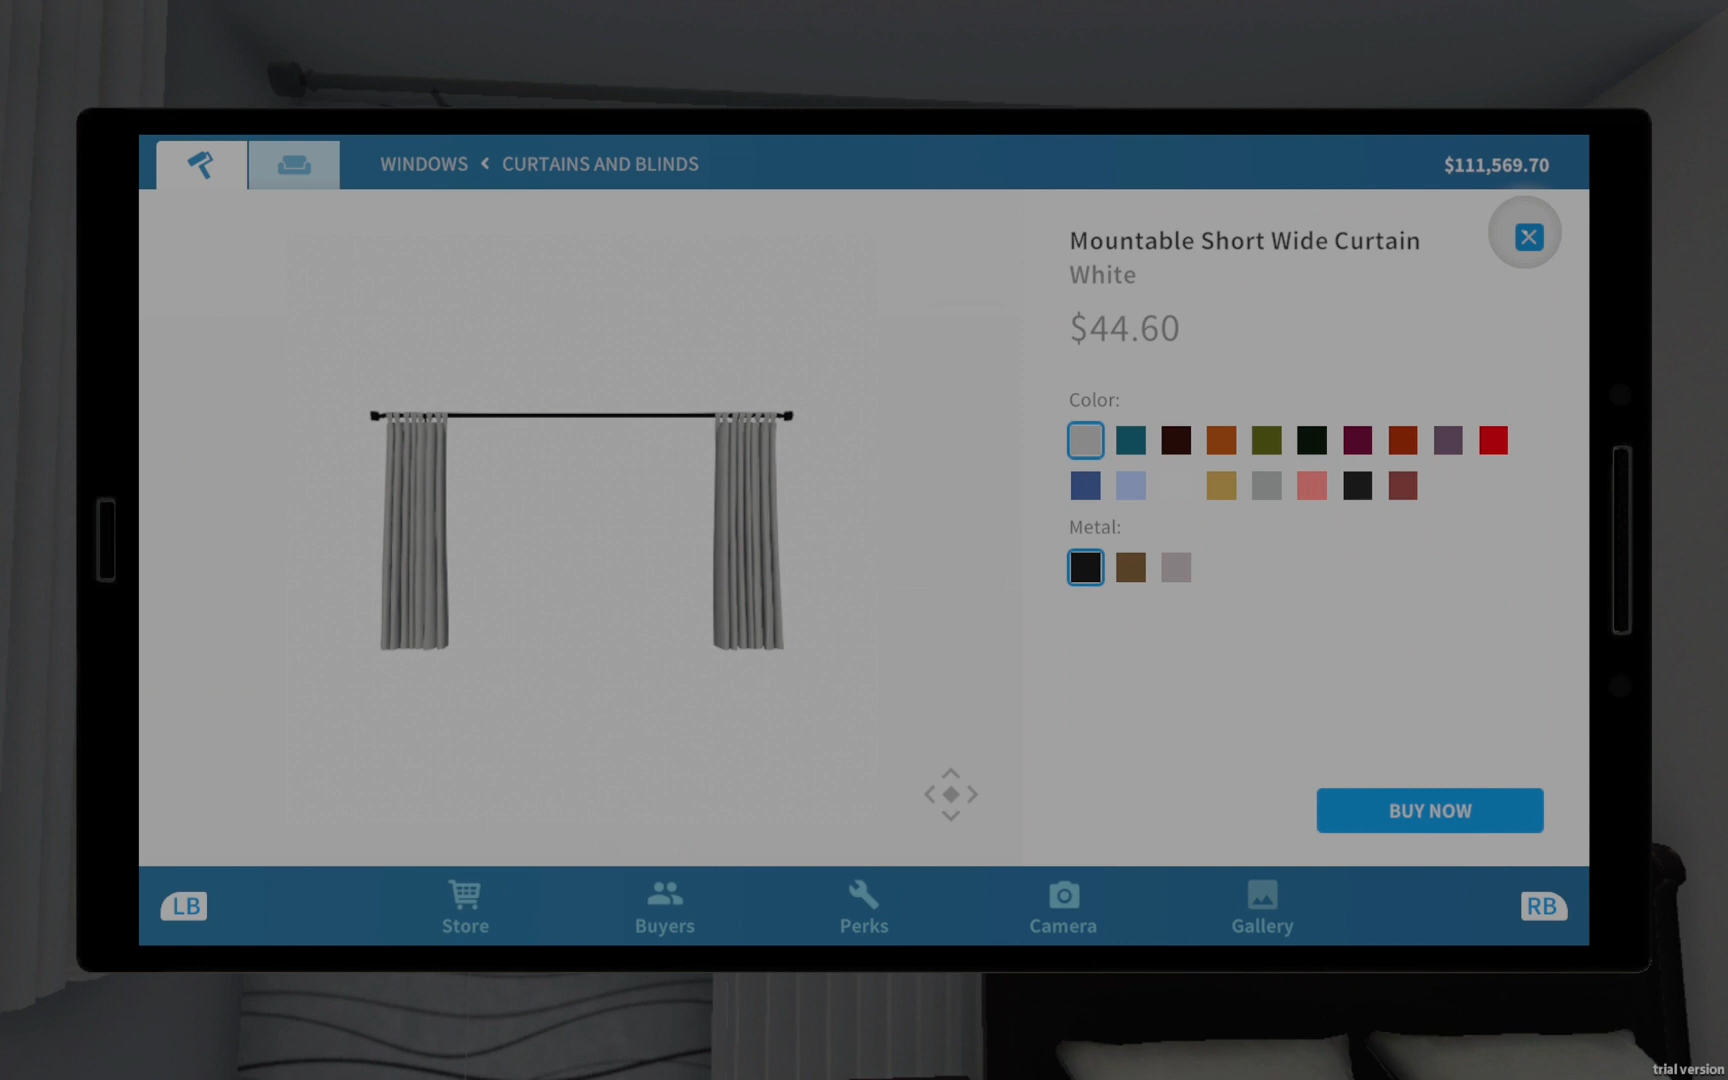 WINDOWS < CURTAINS AND BLINDS
$111,569.70
Mountable Short Wide Curtain
White
$44.60
Color:
Metal:
BUY NOW
LB
Store
Buyers
Perks
Camera
Gallery
RB
trial version